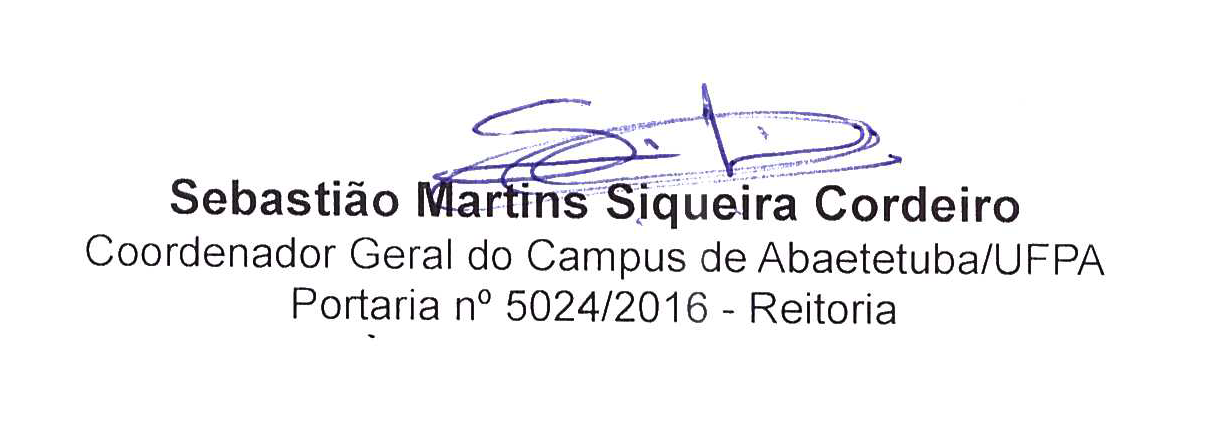 Sebastião Martins Siqueira Cordeiro
Coordenador Geral do Campus de Abaetetuba/UFPA
Portaria nº 5024/2016 - Reitoria